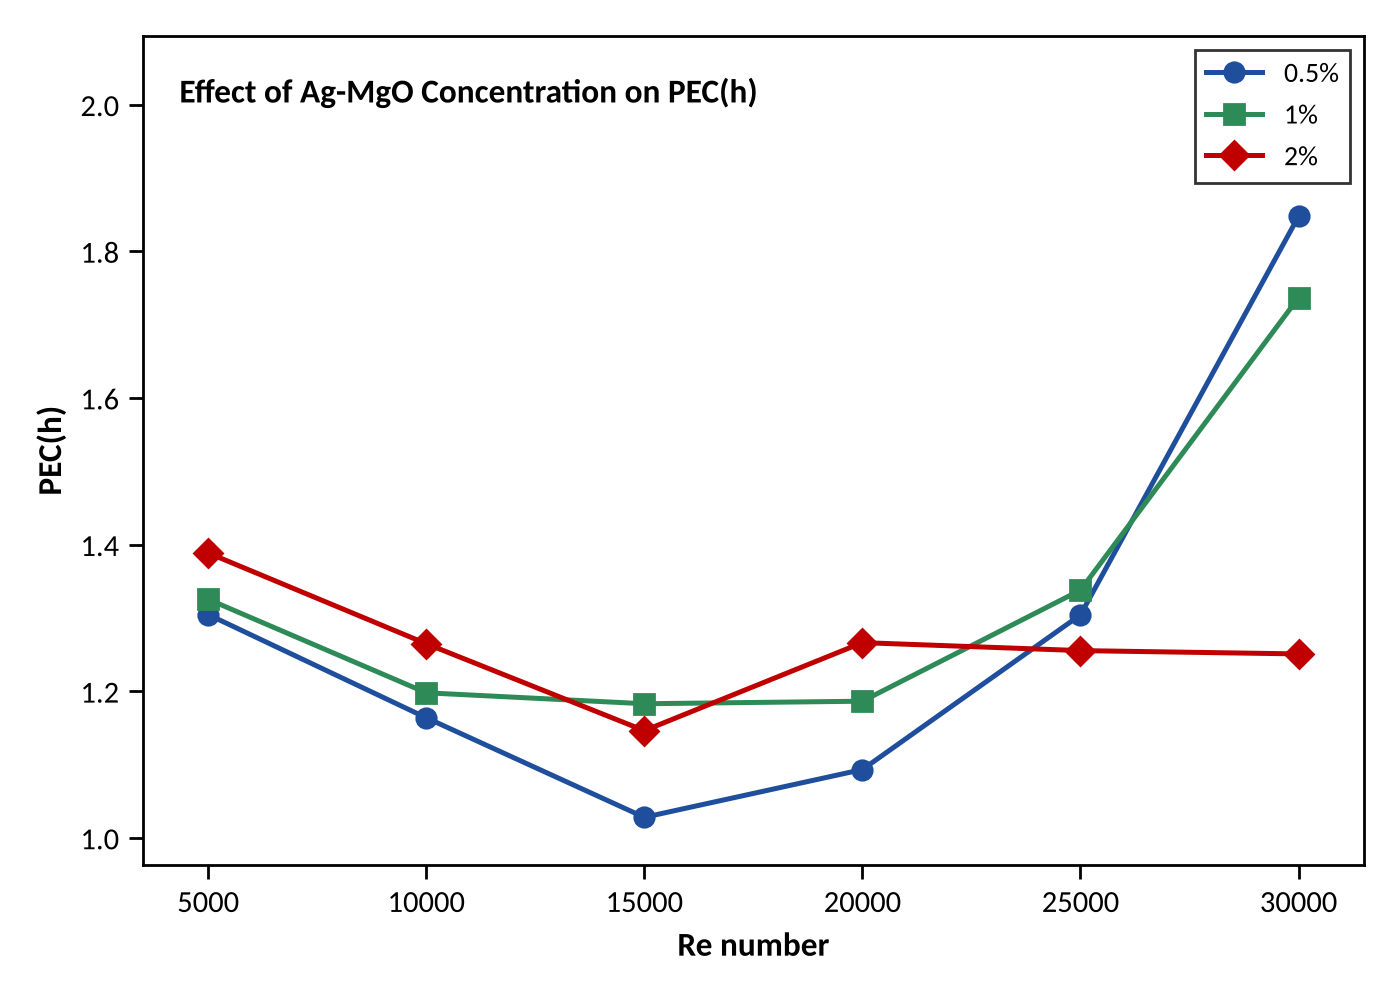 Effect of Ag-MgO Concentration on PEC(h)
0.5%
1%
2%
PEC(h)
2.0
1.8
1.6
1.4
1.2
1.0
5000 10000 15000 20000 25000 30000
Re number